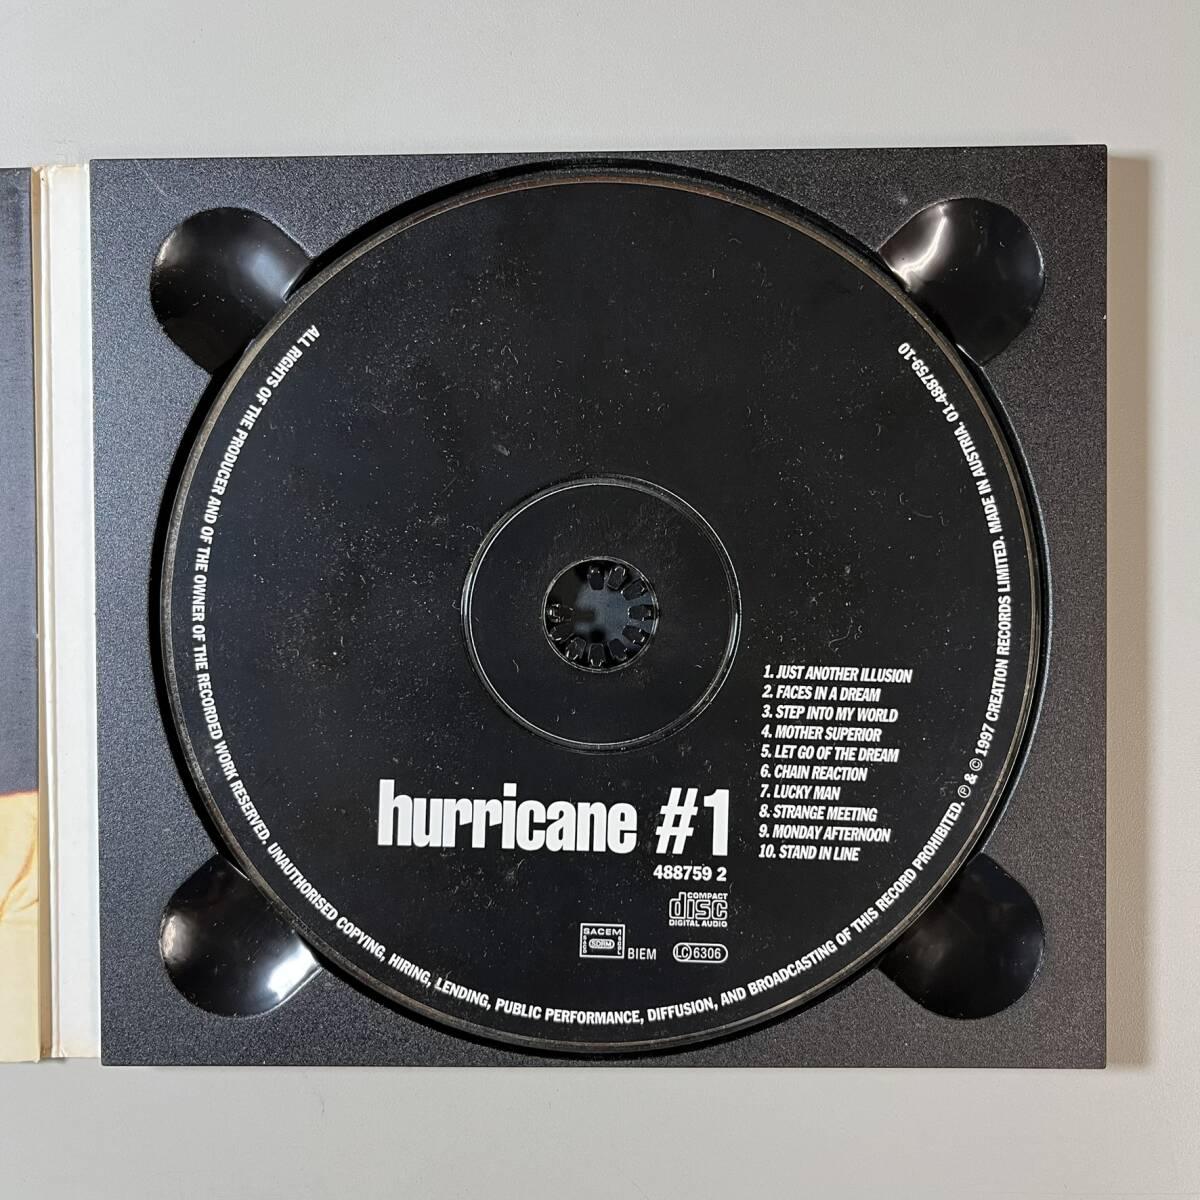 ALL RIGHTS OF THE PRODUCER AND OF THE OWNER OF THE RECORDED WORK RESERVED. UNAUTHORISED COPYING, HIRING, LENDING, PUBLIC PERFORMANCE, DIFFUSION, AND BROADCASTING OF THIS RECORD PROHIBITED. ℗ & © 1997 CREATION RECORDS LIMITED. MADE IN AUSTRIA. 01-488759-10
1. JUST ANOTHER ILLUSION
2. FACES IN A DREAM
3. STEP INTO MY WORLD
4. MOTHER SUPERIOR
5. LET GO OF THE DREAM
6. CHAIN REACTION
7. LUCKY MAN
8. STRANGE MEETING
9. MONDAY AFTERNOON
10. STAND IN LINE
hurricane #1
488759 2
COMPACT
disc
DIGITAL AUDIO
SACEM
SDRM
BIEM
LC 6306